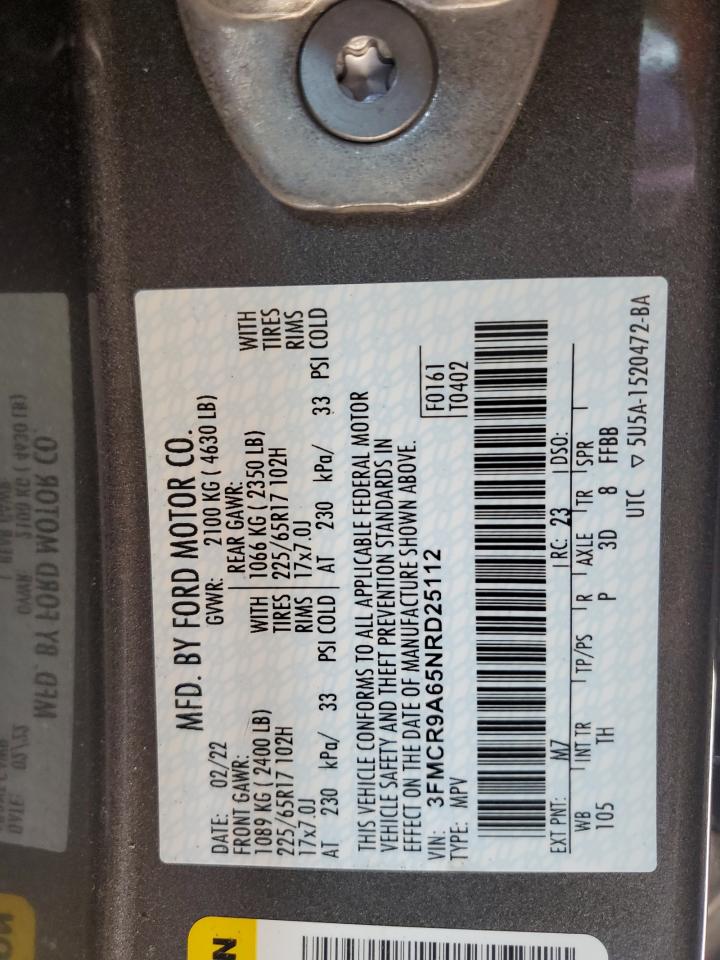 MFD. BY FORD MOTOR CO.
DATE: 02/22 GVWR: 2100 KG ( 4630 LB)
FRONT GAWR: REAR GAWR: WITH
1089 KG ( 2400 LB) WITH 1066 KG ( 2350 LB) TIRES
225/65R17 102H TIRES 225/65R17 102H RIMS
17x7.0J RIMS 17x7.0J
AT 230 kPa/ 33 PSI COLD AT 230 kPa/ 33 PSI COLD
THIS VEHICLE CONFORMS TO ALL APPLICABLE FEDERAL MOTOR
VEHICLE SAFETY AND THEFT PREVENTION STANDARDS IN
EFFECT ON THE DATE OF MANUFACTURE SHOWN ABOVE.
F0161
T0402
VIN: 3FMCR9A65NRD25112
TYPE: MPV
EXT PNT: M7 RC: 23 DSO:
WB INT TR TP/PS R AXLE TR SPR
105 TH P 3D 8 FFBB
UTC ▽ 5U5A-1520472-BA